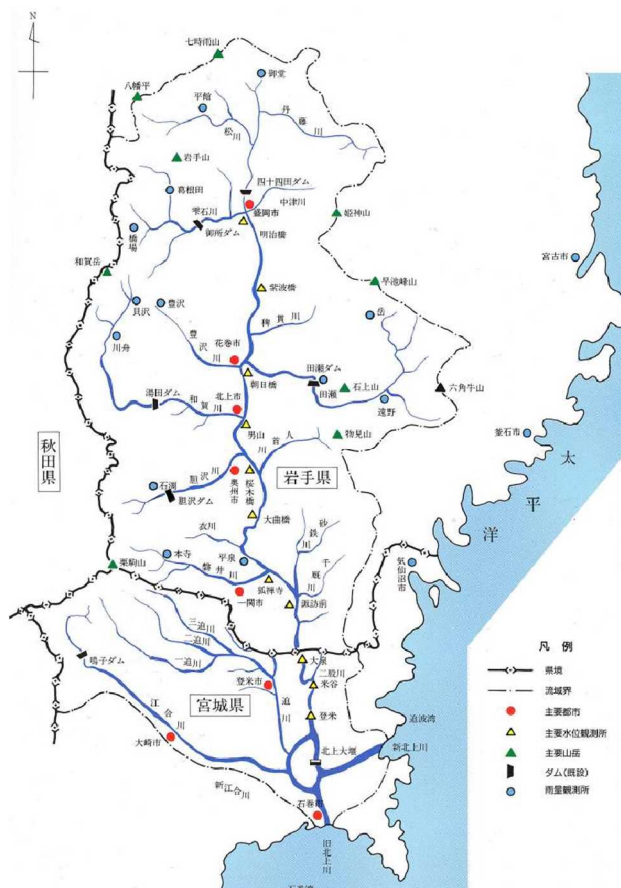 N
七時雨山
御堂
八幡平
平館
丹藤川
松川
岩手山
四十四田ダム
葛根田
中津川
雫石川
盛岡市
姫神山
橋場
御所ダム
明治橋
宮古市
和賀岳
早池峰山
紫波橋
貝沢
豊沢
岳
稗貫川
豊沢川
川舟
花巻市
田瀬ダム
朝日橋
石上山
六角牛山
湯田ダム
和賀川
北上市
田瀬
遠野
男山
人首川
物見山
釜石市
秋田県
岩手県
太平洋
胆沢川
石淵
奥州市
桜木橋
胆沢ダム
大曲橋
衣川
砂鉄川
本寺
平泉
千厩川
栗駒山
磐井川
狐禅寺
気仙沼市
一関市
諏訪前
三迫川
二迫川
大泉
凡例
鳴子ダム
一迫川
二股川
県境
登米市
米谷
流域界
宮城県
迫川
江合川
登米
追波湾
主要都市
主要水位観測所
大崎市
北上大堰
新北上川
主要山岳
ダム(既設)
新江合川
雨量観測所
石巻市
旧北上川